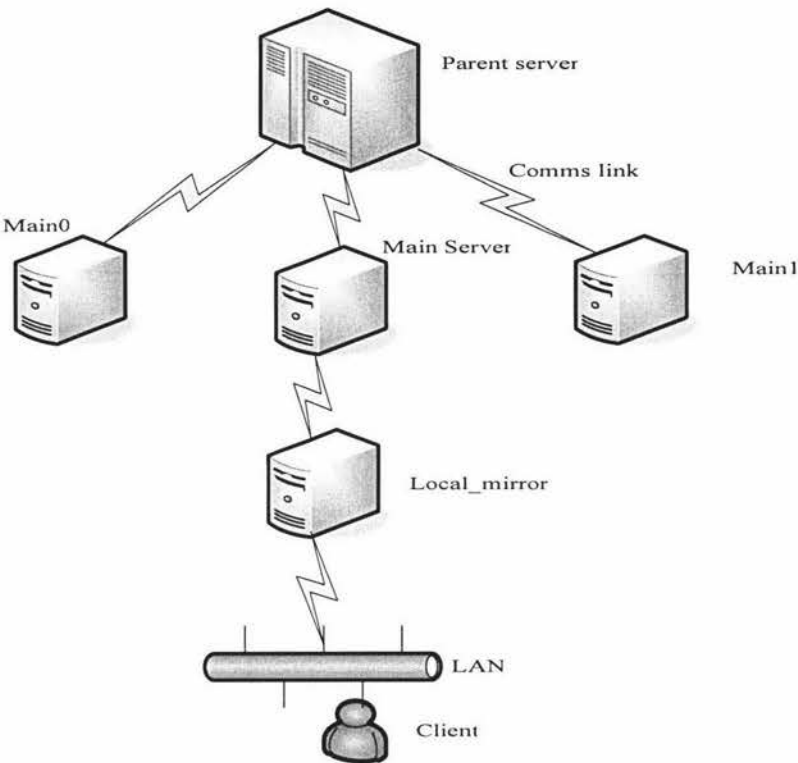 Parent server
Comms link
Main0
Main Server
Main1
Local_mirror
LAN
Client